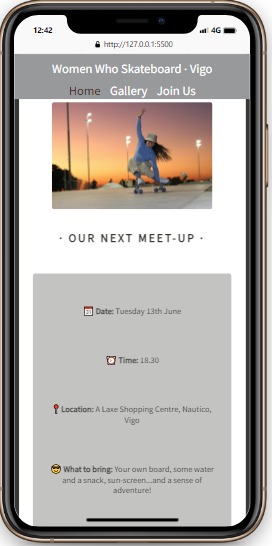 12:42
4G
http://127.0.0.1:5500
Women Who Skateboard · Vigo
Home Gallery Join Us
· OUR NEXT MEET-UP ·
Date: Tuesday 13th June
Time: 18.30
Location: A Laxe Shopping Centre, Nautico,
Vigo
What to bring: Your own board, some water
and a snack, sun-screen...and a sense of
adventure!